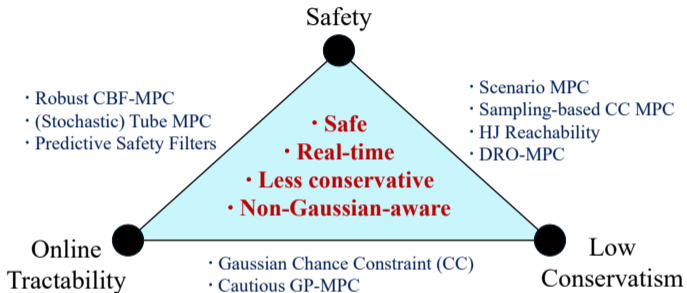 Safety
· Robust CBF-MPC
· (Stochastic) Tube MPC
· Predictive Safety Filters
· Scenario MPC
· Sampling-based CC MPC
· HJ Reachability
· DRO-MPC
· Safe
· Real-time
· Less conservative
· Non-Gaussian-aware
Online
Tractability
Low
Conservatism
· Gaussian Chance Constraint (CC)
· Cautious GP-MPC